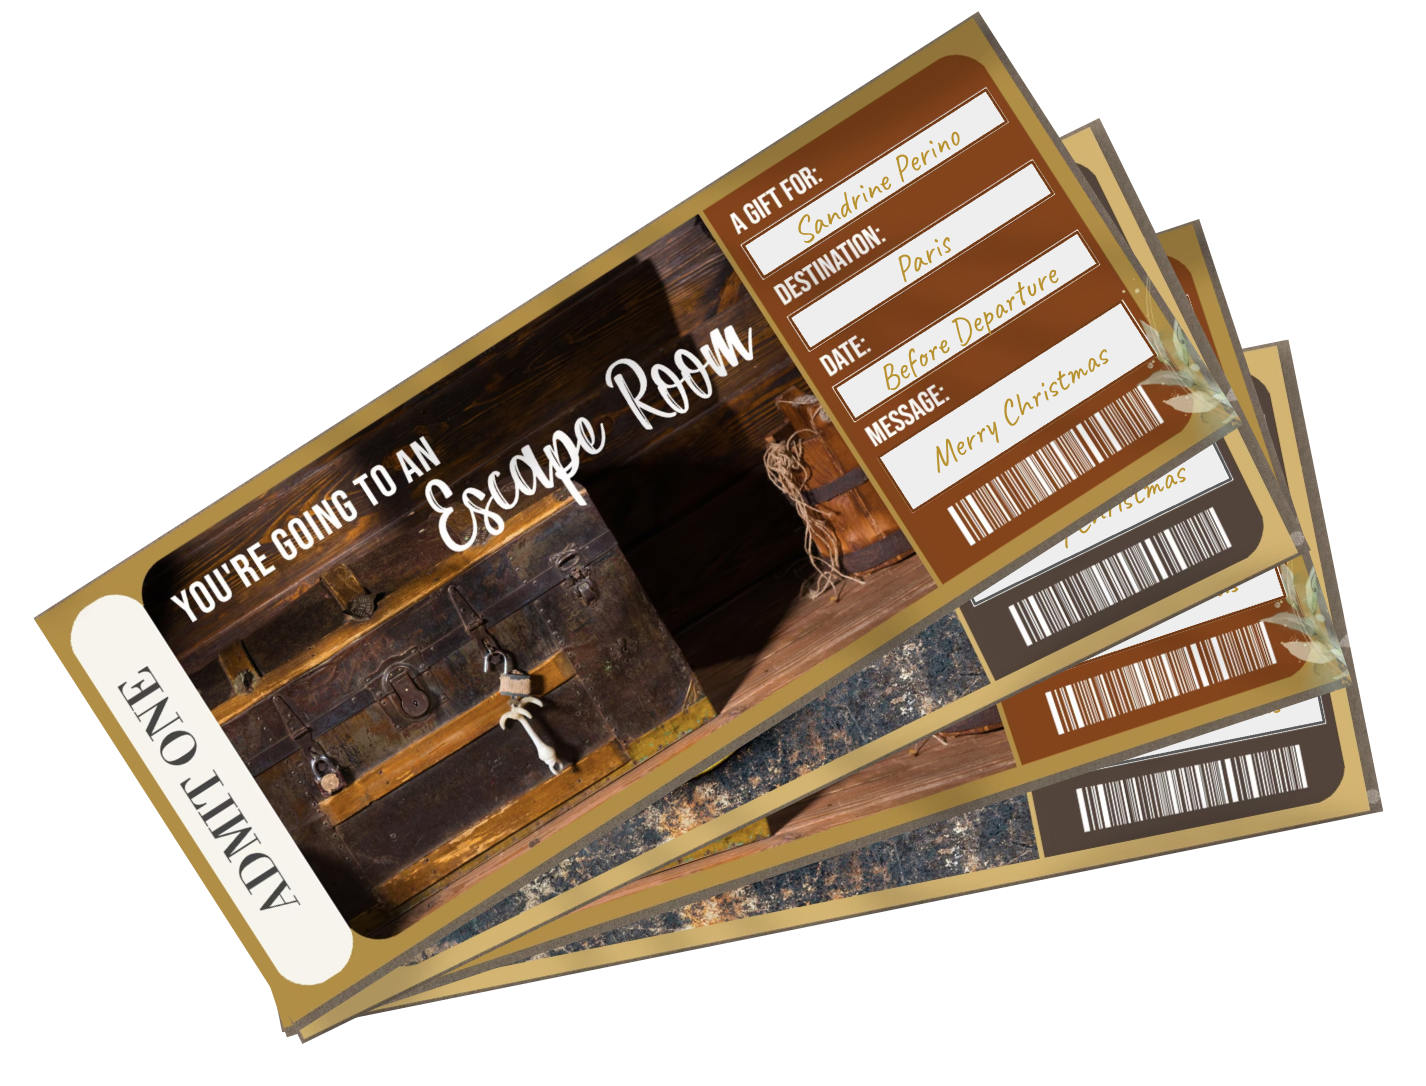 ADMIT ONE
YOU'RE GOING TO AN
Escape Room
A GIFT FOR:
Sandrine Perino
DESTINATION:
Paris
DATE:
Before Departure
MESSAGE:
Merry Christmas
Christmas